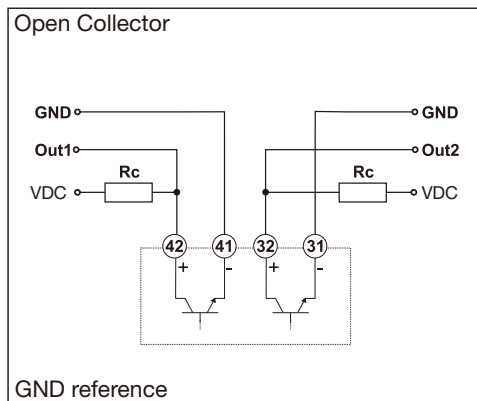 Open Collector
GND GND
Out1 Out2
Rc Rc
VDC VDC
42 41 32 31
+ - + -
GND reference